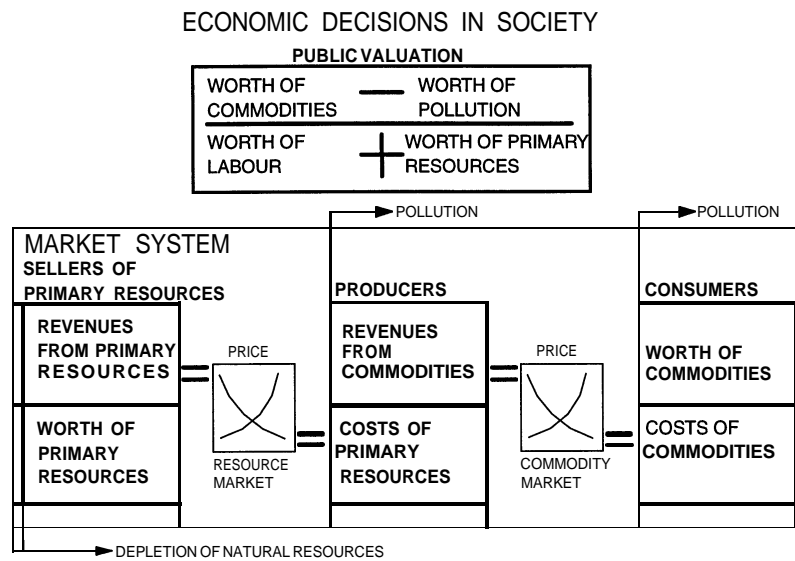 ECONOMIC DECISIONS IN SOCIETY
PUBLIC VALUATION
WORTH OF
COMMODITIES
WORTH OF
POLLUTION
WORTH OF
LABOUR
WORTH OF PRIMARY
RESOURCES
POLLUTION
POLLUTION
MARKET SYSTEM
SELLERS OF
PRIMARY RESOURCES
PRODUCERS
CONSUMERS
REVENUES
FROM PRIMARY
RESOURCES
PRICE
REVENUES
FROM
COMMODITIES
PRICE
WORTH OF
COMMODITIES
WORTH OF
PRIMARY
RESOURCES
RESOURCE
MARKET
COSTS OF
PRIMARY
RESOURCES
COMMODITY
MARKET
COSTS OF
COMMODITIES
DEPLETION OF NATURAL RESOURCES